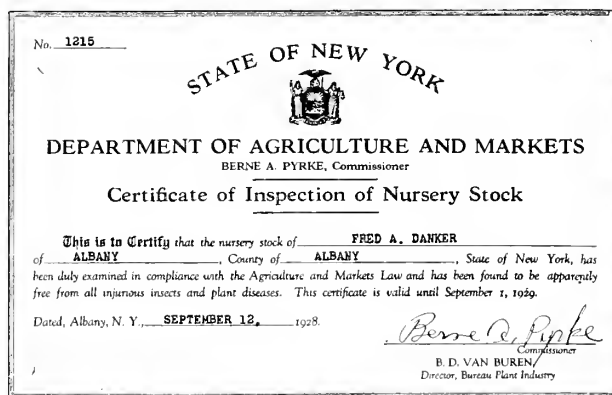 No. 1215
STATE OF NEW YORK
DEPARTMENT OF AGRICULTURE AND MARKETS
BERNE A. PYRKE, Commissioner
Certificate of Inspection of Nursery Stock
This is to Certify that the nursery stock of FRED A. DANKER
of ALBANY, County of ALBANY, State of New York, has
been duly examined in compliance with the Agriculture and Markets Law and has been found to be apparently
free from all injurious insects and plant diseases. This certificate is valid until September 1, 1929.
Dated, Albany, N. Y., SEPTEMBER 12, 1928.
Berne A. Pyrke
Commissioner
B. D. VAN BUREN,
Director, Bureau Plant Industry